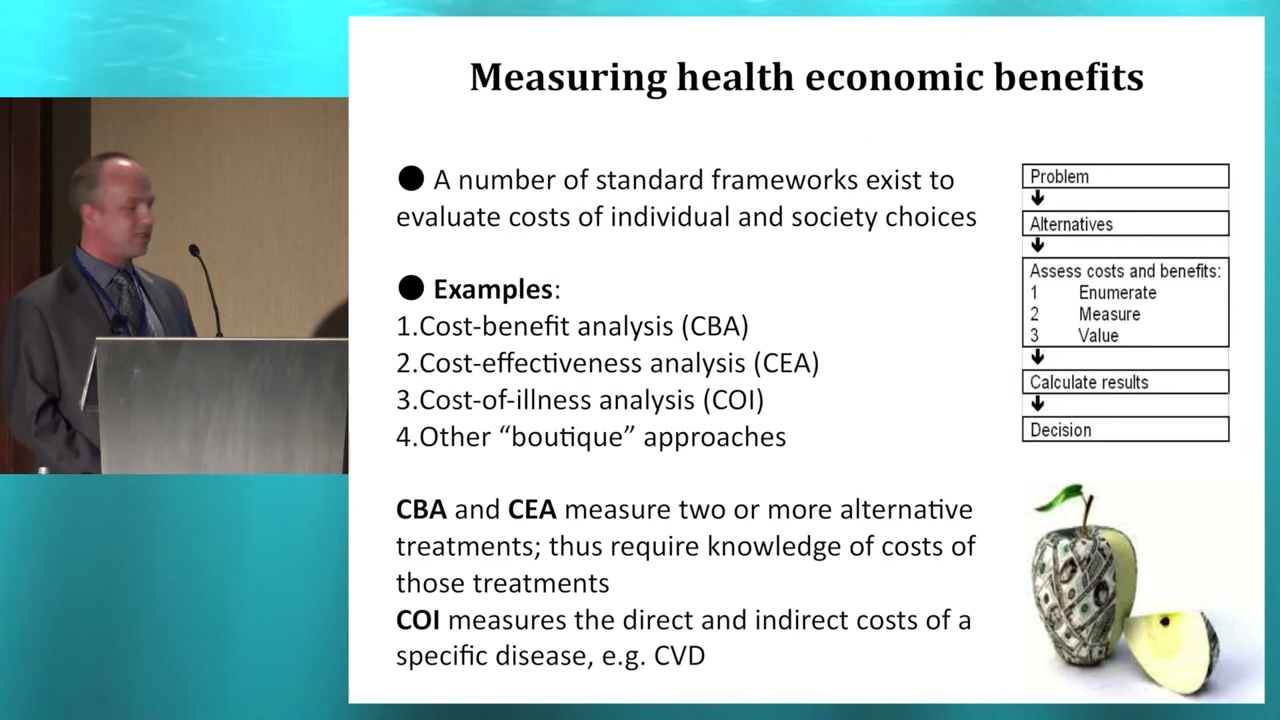 Measuring health economic benefits
● A number of standard frameworks exist to
evaluate costs of individual and society choices
● Examples:
1.Cost-benefit analysis (CBA)
2.Cost-effectiveness analysis (CEA)
3.Cost-of-illness analysis (COI)
4.Other “boutique” approaches
CBA and CEA measure two or more alternative
treatments; thus require knowledge of costs of
those treatments
COI measures the direct and indirect costs of a
specific disease, e.g. CVD
Problem
Alternatives
Assess costs and benefits:
1 Enumerate
2 Measure
3 Value
Calculate results
Decision